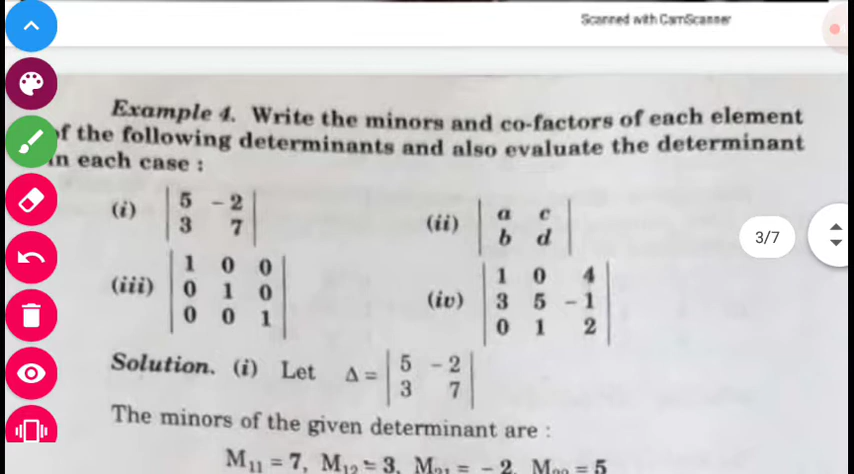 Scanned with CamScanner
Example 4. Write the minors and co-factors of each element
of the following determinants and also evaluate the determinant
in each case :
(i) | 5 - 2 |
| 3 7 |
(ii) | a c |
| b d |
3/7
(iii) | 1 0 0 |
| 0 1 0 |
| 0 0 1 |
(iv) | 1 0 4 |
| 3 5 - 1 |
| 0 1 2 |
Solution. (i) Let Δ = | 5 - 2 |
| 3 7 |
The minors of the given determinant are :
M₁₁ = 7, M₁₂ = 3, M₂₁ = - 2, M₂₂ = 5